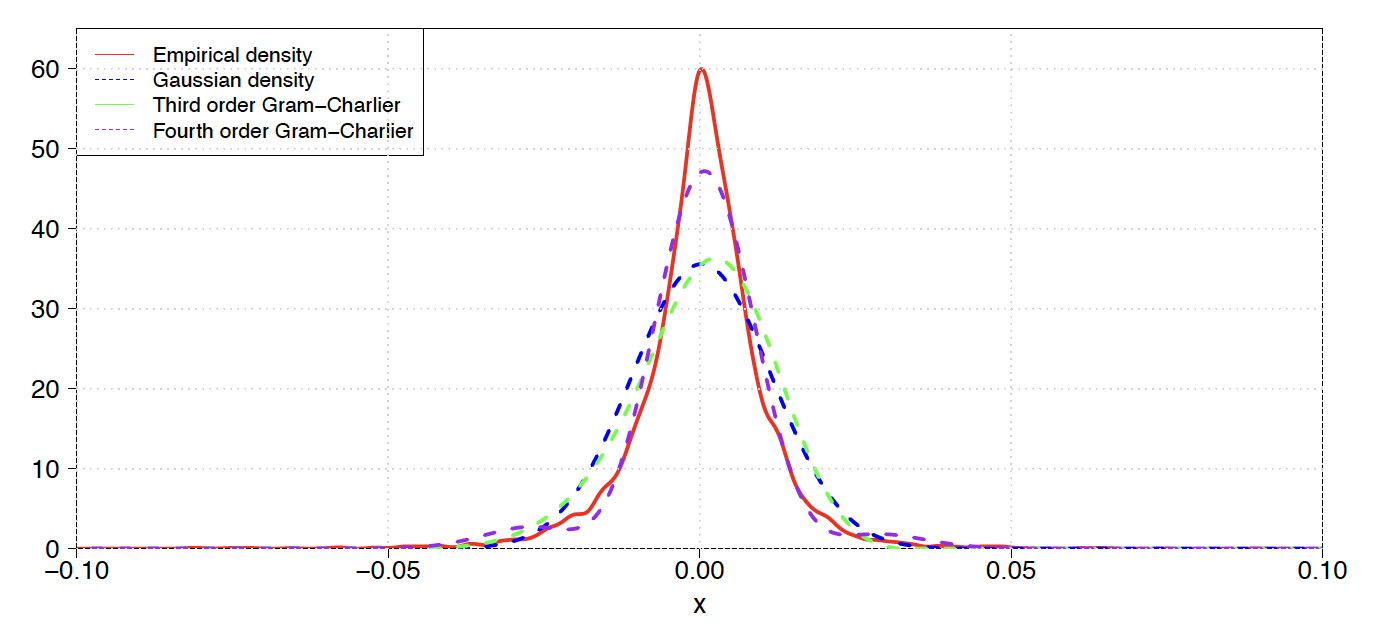 Empirical density
Gaussian density
Third order Gram−Charlier
Fourth order Gram−Charlier
60
50
40
30
20
10
0
−0.10
−0.05
0.00
0.05
0.10
x